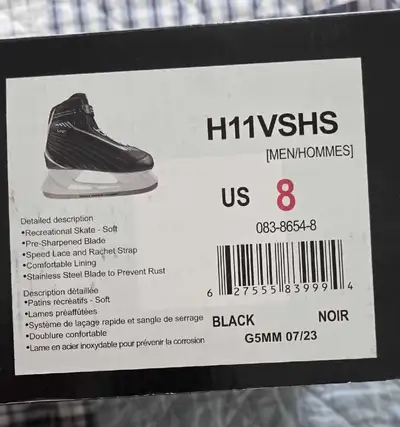 H11VSHS
[MEN/HOMMES]
US 8
083-8654-8
Detailed description
•Recreational Skate - Soft
•Pre-Sharpened Blade
•Speed Lace and Rachet Strap
•Comfortable Lining
•Stainless Steel Blade to Prevent Rust
Description détaillée
•Patins récréatifs - Soft
•Lames préaffûtées
•Système de laçage rapide et sangle de serrage
•Doublure confortable
•Lame en acier inoxydable pour prévenir la corrosion
6 27555 83999 4
BLACK NOIR
G5MM 07/23